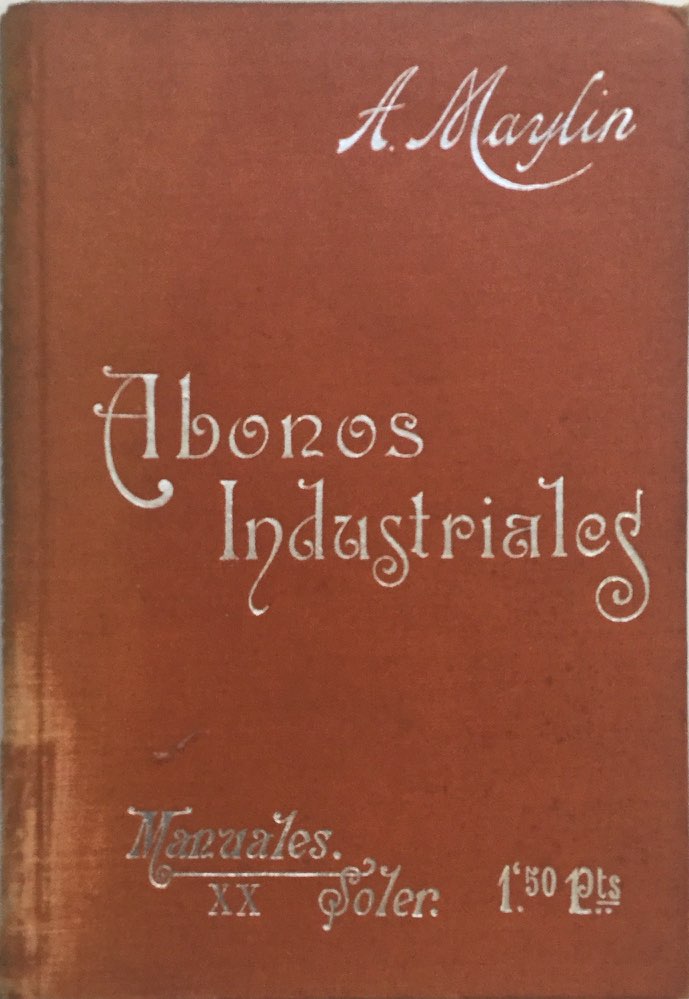 A. Maylin
Abonos
Industriales
Manuales.
XX Soler. 1'50 Pts